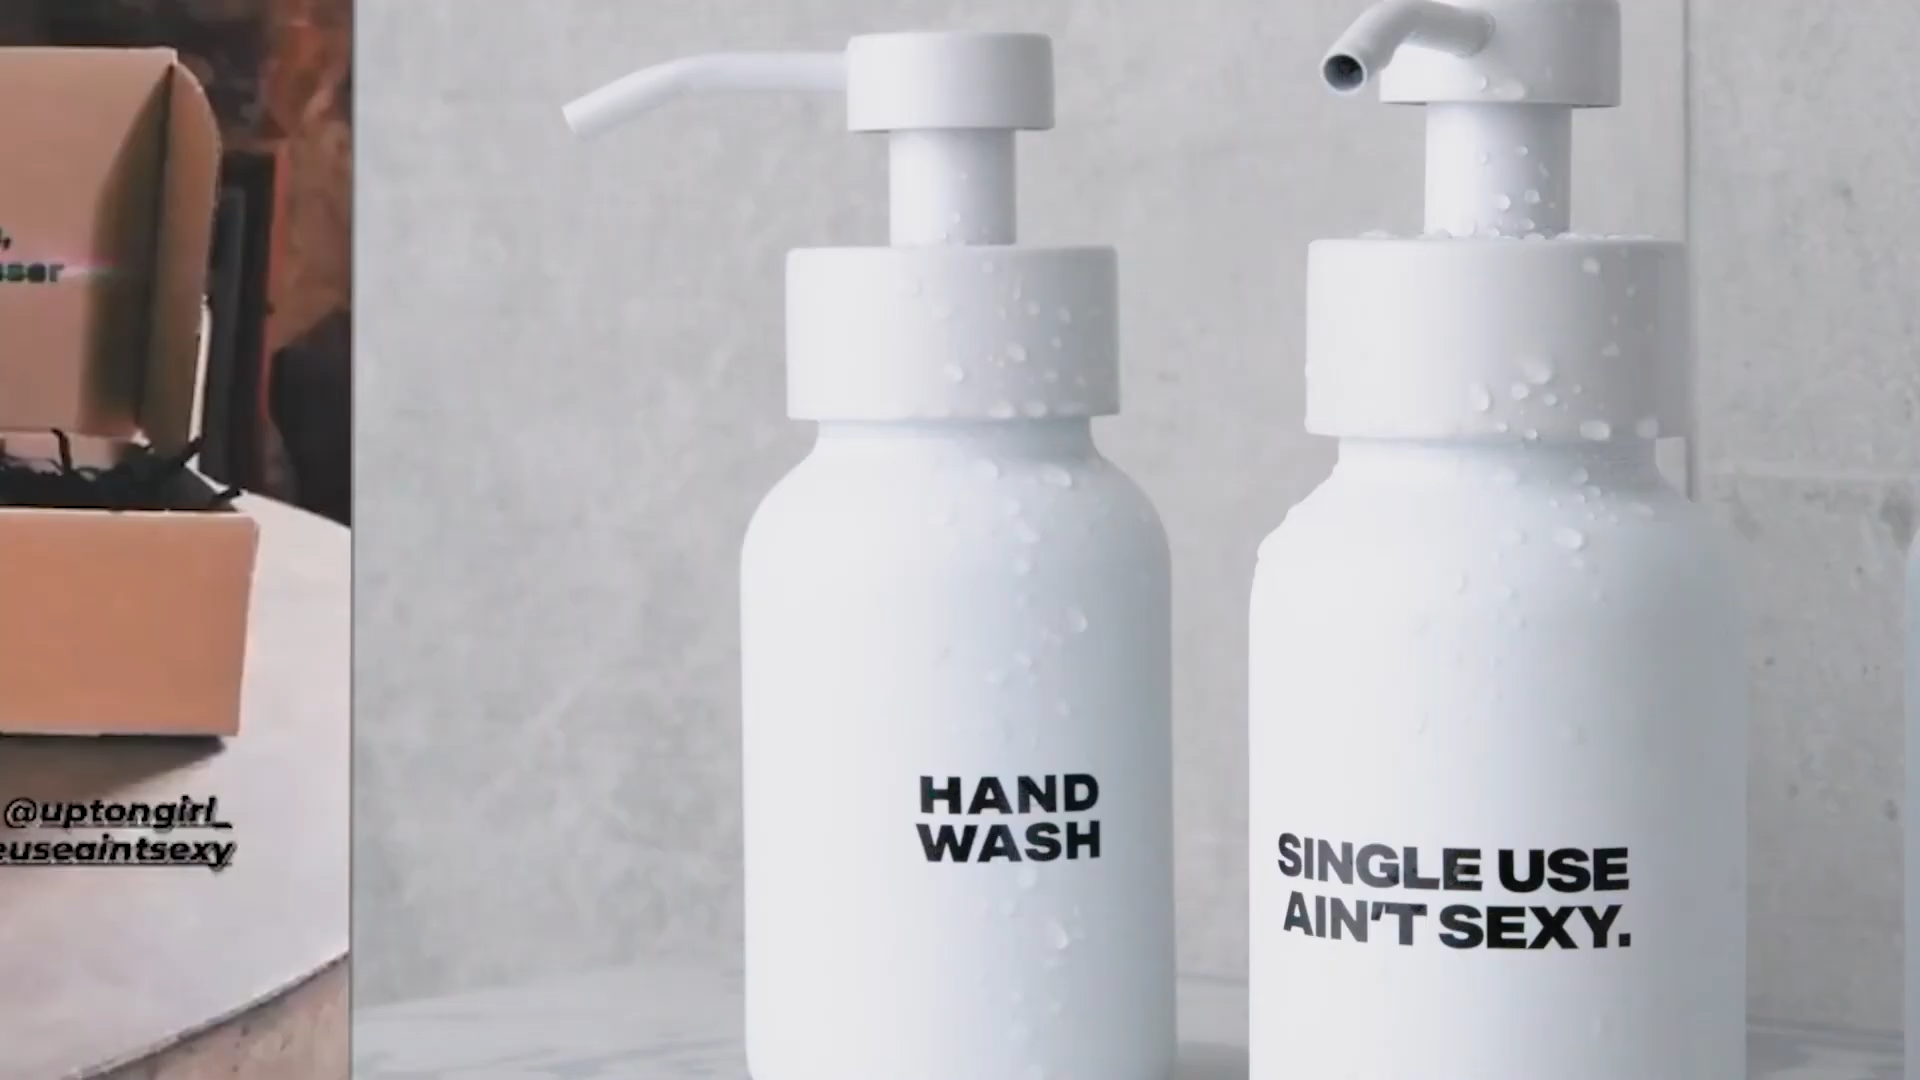 @uptongirl_
euseaintsexy
HAND
WASH
SINGLE USE
AIN'T SEXY.